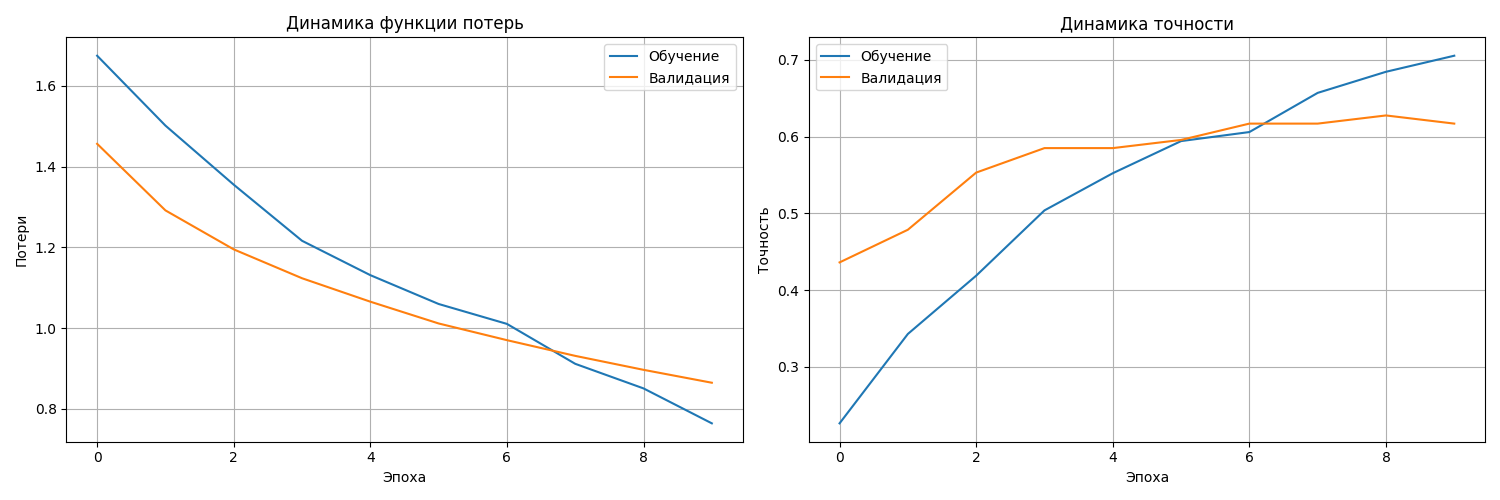 Динамика функции потерь
Обучение
Валидация
1.6
1.4
1.2
1.0
0.8
Потери
0 2 4 6 8
Эпоха
Динамика точности
Обучение
Валидация
0.7
0.6
0.5
0.4
0.3
Точность
0 2 4 6 8
Эпоха